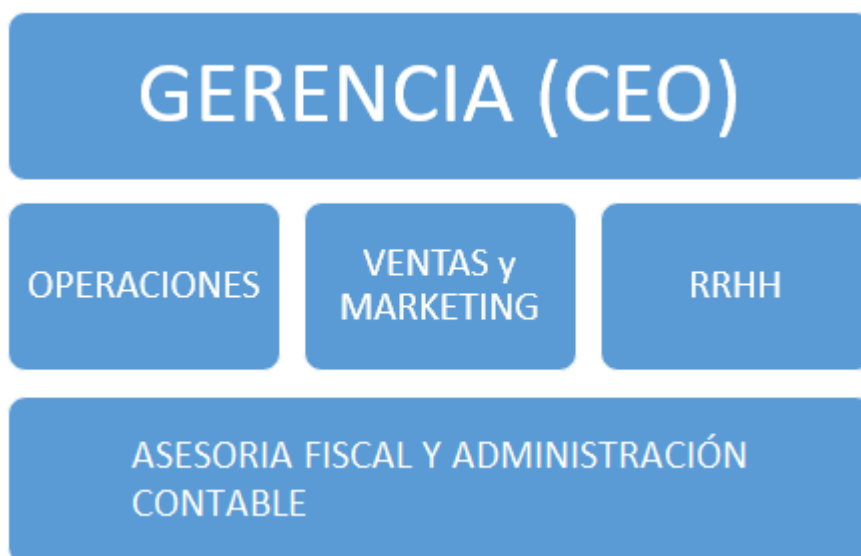 GERENCIA (CEO)
OPERACIONES
VENTAS y
MARKETING
RRHH
ASESORIA FISCAL Y ADMINISTRACIÓN
CONTABLE